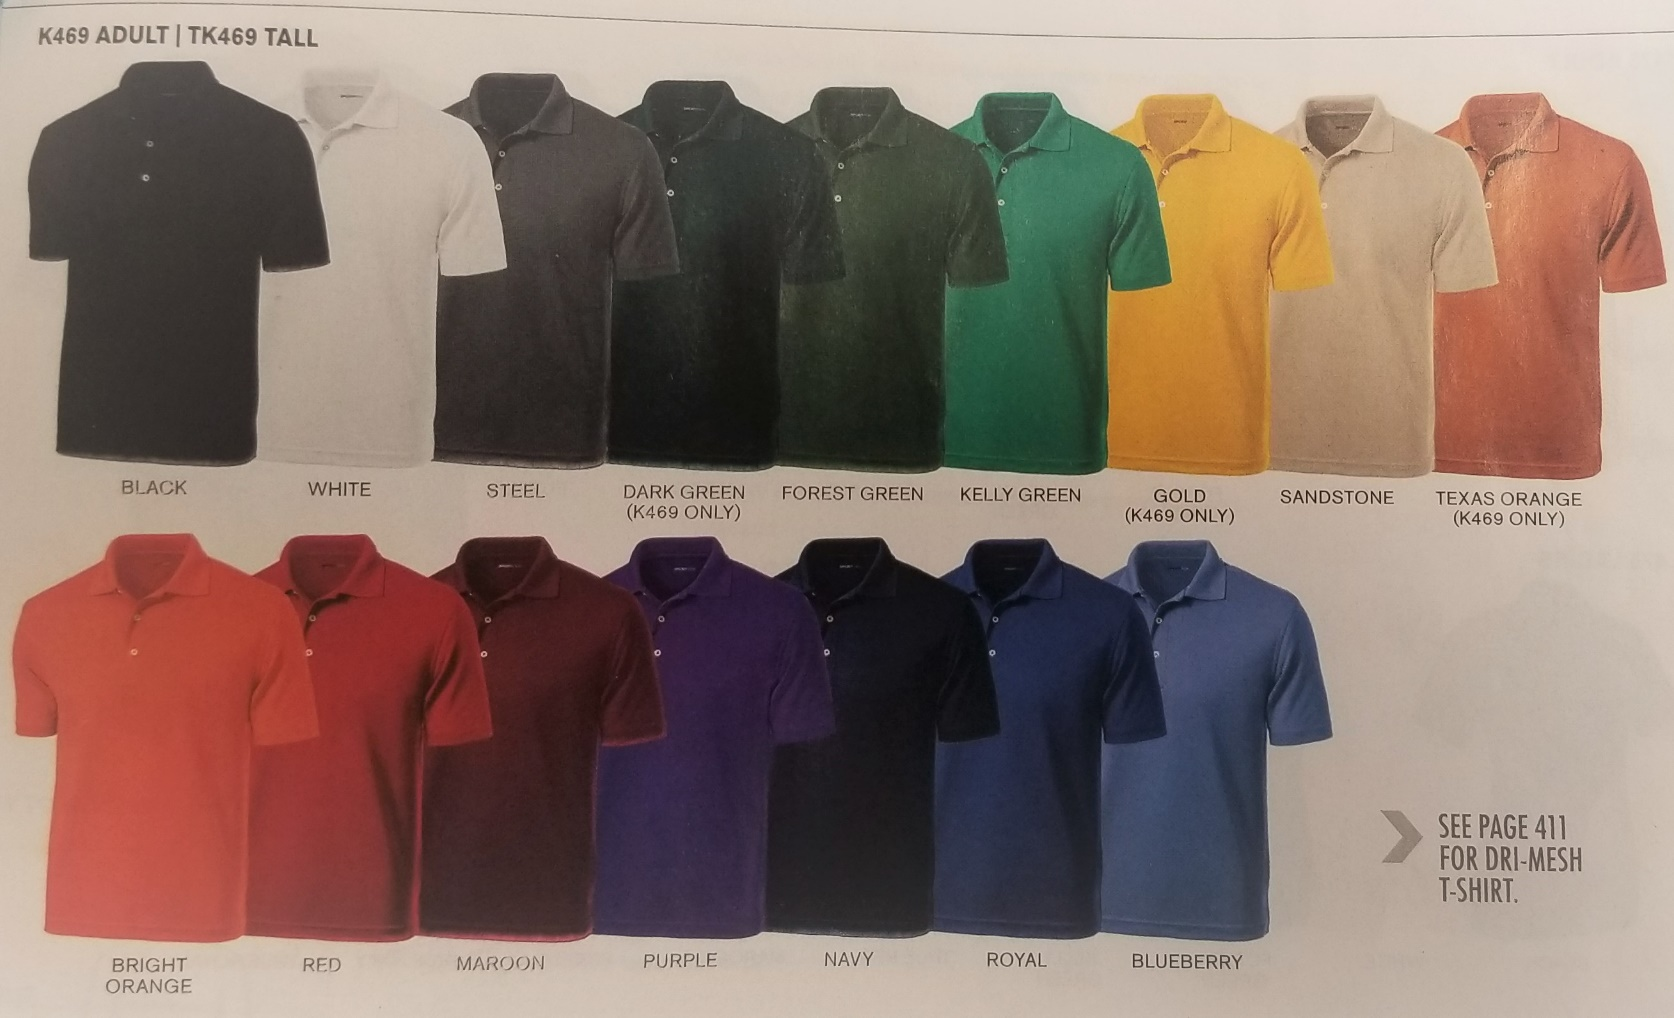 K469 ADULT | TK469 TALL
BLACK
WHITE
STEEL
DARK GREEN
(K469 ONLY)
FOREST GREEN
KELLY GREEN
GOLD
(K469 ONLY)
SANDSTONE
TEXAS ORANGE
(K469 ONLY)
BRIGHT
ORANGE
RED
MAROON
PURPLE
NAVY
ROYAL
BLUEBERRY
SEE PAGE 411
FOR DRI-MESH
T-SHIRT.